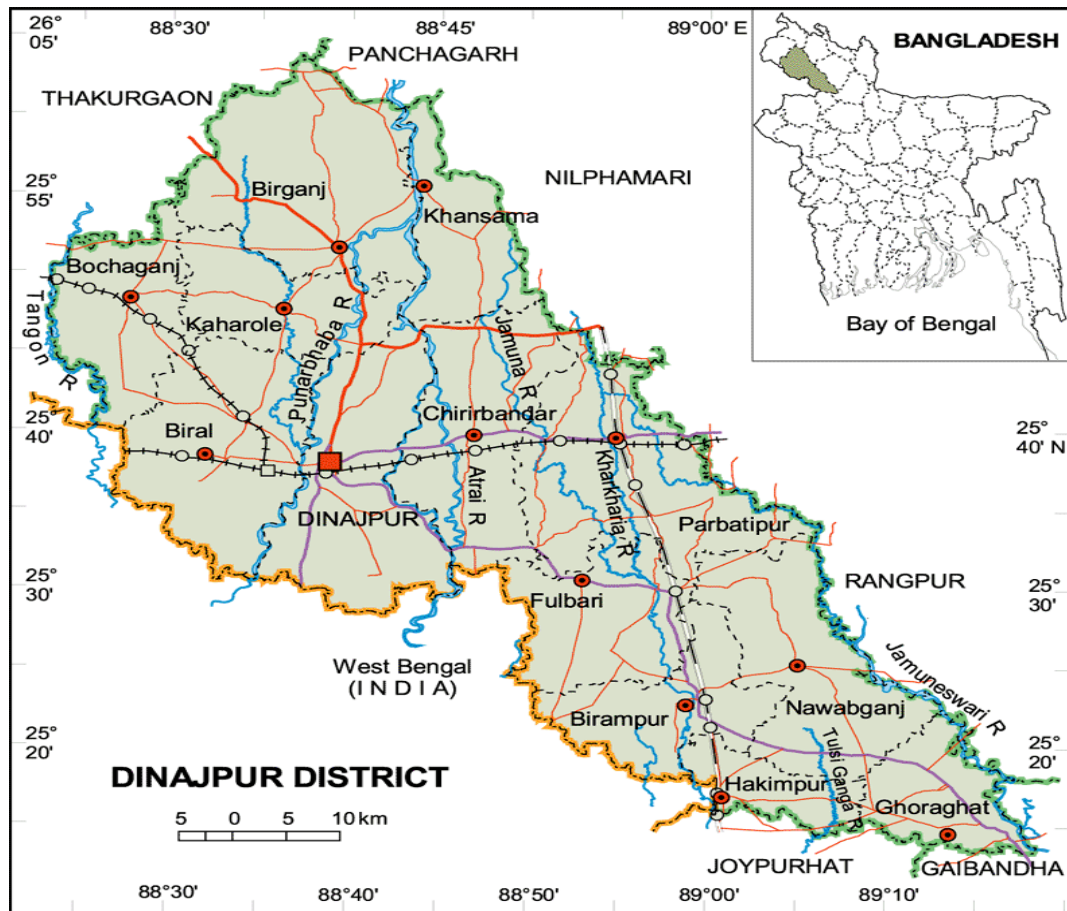 26°
05'
88°30'
88°45'
89°00' E
PANCHAGARH
BANGLADESH
THAKURGAON
NILPHAMARI
25°
55'
Birganj
Khansama
Bochaganj
Tangon R
Kaharole
Punarbhaba R
Jamuna R
Bay of Bengal
25°
40'
25°
40' N
Biral
Chirirbandar
Atrai R
Kharkharia R
DINAJPUR
Parbatipur
25°
30'
25°
30'
Fulbari
RANGPUR
West Bengal
(INDIA)
Jamuneswari R
Birampur
Nawabganj
25°
20'
25°
20'
Tulsi Ganga R
DINAJPUR DISTRICT
Hakimpur
Ghoraghat
5 0 5 10 km
JOYPURHAT
GAIBANDHA
88°30'
88°40'
88°50'
89°00'
89°10'